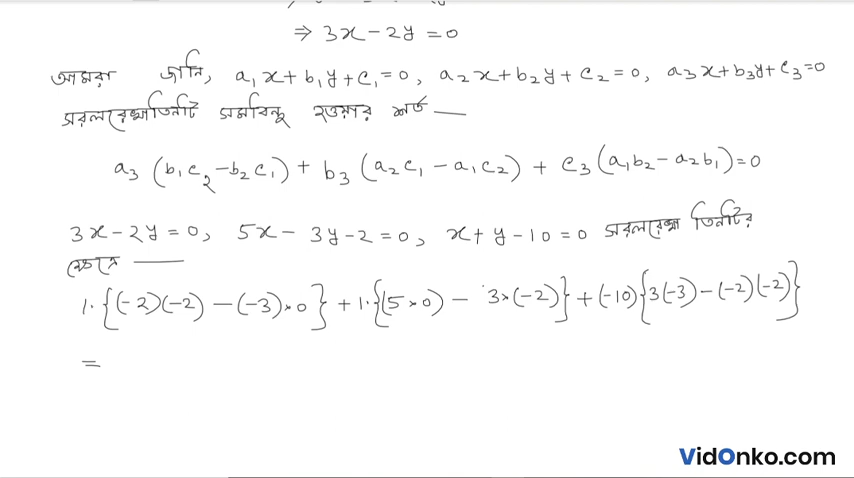 ⇒ 3x − 2y = 0
আমরা জানি, a₁x + b₁y + c₁ = 0, a₂x + b₂y + c₂ = 0, a₃x + b₃y + c₃ = 0
সরলরেখাতিনটি সমবিন্দু হওয়ার শর্ত —
a₃ (b₁c₂ − b₂c₁) + b₃ (a₂c₁ − a₁c₂) + c₃ (a₁b₂ − a₂b₁) = 0
3x − 2y = 0, 5x − 3y − 2 = 0, x + y − 10 = 0 সরলরেখা তিনটির
ক্ষেত্রে —
1·{(−2)(−2) − (−3)×0} + 1·{(5×0) − 3×(−2)} + (−10){3(−3) − (−2)(−2)}
=
VidOnko.com